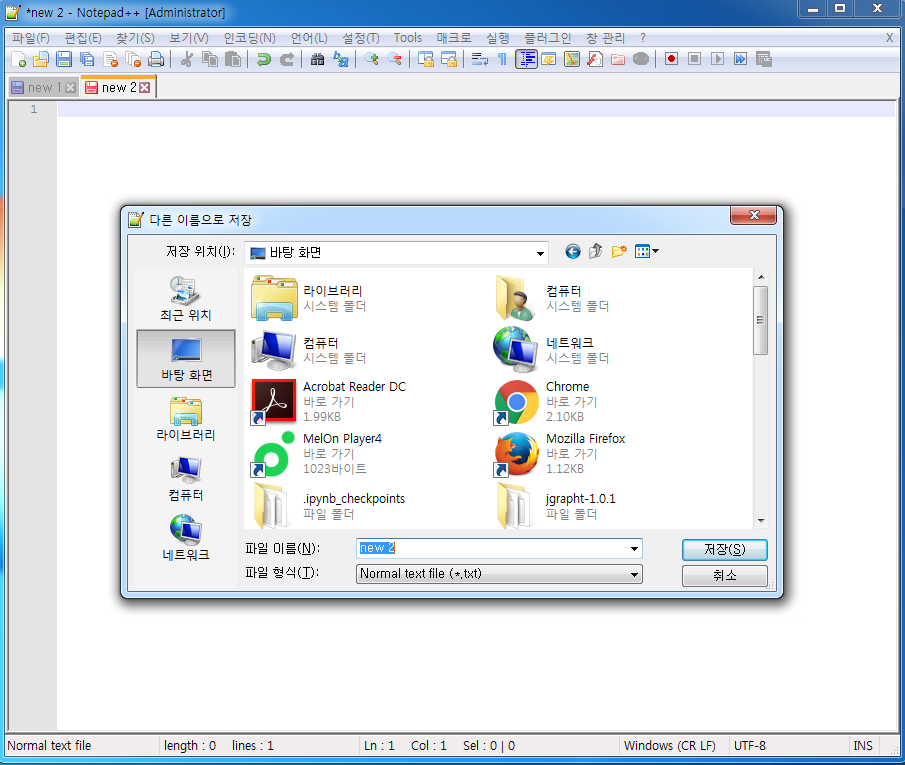 *new 2 - Notepad++ [Administrator]
파일(F) 편집(E) 찾기(S) 보기(V) 인코딩(N) 언어(L) 설정(T) Tools 매크로 실행 플러그인 창 관리 ? X
new 1 new 2
1
다른 이름으로 저장
저장 위치(I): 바탕 화면
최근 위치
바탕 화면
라이브러리
컴퓨터
네트워크
라이브러리
시스템 폴더
컴퓨터
시스템 폴더
컴퓨터
시스템 폴더
네트워크
시스템 폴더
Acrobat Reader DC
바로 가기
1.99KB
Chrome
바로 가기
2.10KB
MelOn Player4
바로 가기
1023바이트
Mozilla Firefox
바로 가기
1.12KB
.ipynb_checkpoints
파일 폴더
jgrapht-1.0.1
파일 폴더
파일 이름(N): new 2 저장(S)
파일 형식(T): Normal text file (*.txt) 취소
Normal text file length : 0 lines : 1 Ln : 1 Col : 1 Sel : 0 | 0 Windows (CR LF) UTF-8 INS